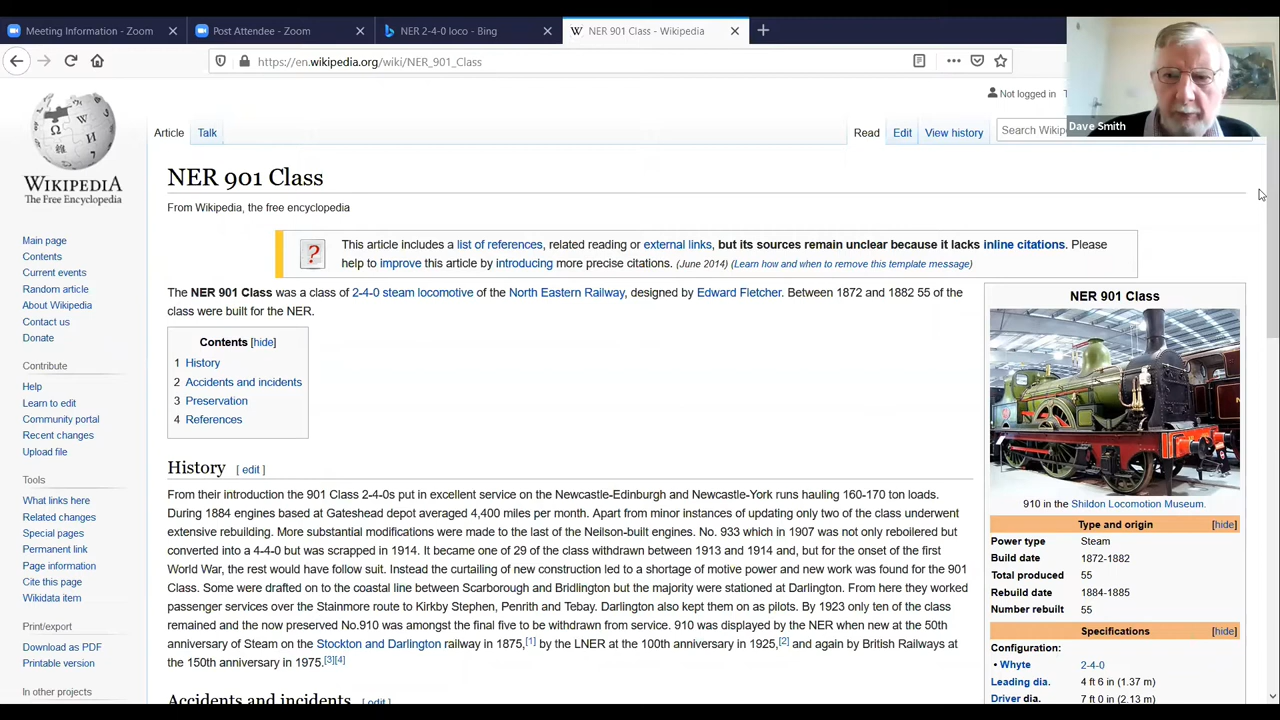 Meeting Information - Zoom
Post Attendee - Zoom
NER 2-4-0 loco - Bing
NER 901 Class - Wikipedia
https://en.wikipedia.org/wiki/NER_901_Class
Dave Smith
Not logged in
Article
Talk
Read
Edit
View history
Search Wikip
WIKIPEDIA
The Free Encyclopedia
Main page
Contents
Current events
Random article
About Wikipedia
Contact us
Donate
Contribute
Help
Learn to edit
Community portal
Recent changes
Upload file
Tools
What links here
Related changes
Special pages
Permanent link
Page information
Cite this page
Wikidata item
Print/export
Download as PDF
Printable version
In other projects
NER 901 Class
From Wikipedia, the free encyclopedia
This article includes a list of references, related reading or external links, but its sources remain unclear because it lacks inline citations. Please
help to improve this article by introducing more precise citations. (June 2014) (Learn how and when to remove this template message)
The NER 901 Class was a class of 2-4-0 steam locomotive of the North Eastern Railway, designed by Edward Fletcher. Between 1872 and 1882 55 of the
class were built for the NER.
Contents [hide]
1 History
2 Accidents and incidents
3 Preservation
4 References
History [ edit ]
From their introduction the 901 Class 2-4-0s put in excellent service on the Newcastle-Edinburgh and Newcastle-York runs hauling 160-170 ton loads.
During 1884 engines based at Gateshead depot averaged 4,400 miles per month. Apart from minor instances of updating only two of the class underwent
extensive rebuilding. More substantial modifications were made to the last of the Neilson-built engines. No. 933 which in 1907 was not only reboilered but
converted into a 4-4-0 but was scrapped in 1914. It became one of 29 of the class withdrawn between 1913 and 1914 and, but for the onset of the first
World War, the rest would have follow suit. Instead the curtailing of new construction led to a shortage of motive power and new work was found for the 901
Class. Some were drafted on to the coastal line between Scarborough and Bridlington but the majority were stationed at Darlington. From here they worked
passenger services over the Stainmore route to Kirkby Stephen, Penrith and Tebay. Darlington also kept them on as pilots. By 1923 only ten of the class
remained and the now preserved No.910 was amongst the final five to be withdrawn from service. 910 was displayed by the NER when new at the 50th
anniversary of Steam on the Stockton and Darlington railway in 1875,[1] by the LNER at the 100th anniversary in 1925,[2] and again by British Railways at
the 150th anniversary in 1975.[3][4]
Accidents and incidents [ edit ]
NER 901 Class
910 in the Shildon Locomotion Museum.
Type and origin [hide]
Power type Steam
Build date 1872-1882
Total produced 55
Rebuild date 1884-1885
Number rebuilt 55
Specifications [hide]
Configuration:
• Whyte 2-4-0
Leading dia. 4 ft 6 in (1.37 m)
Driver dia. 7 ft 0 in (2.13 m)